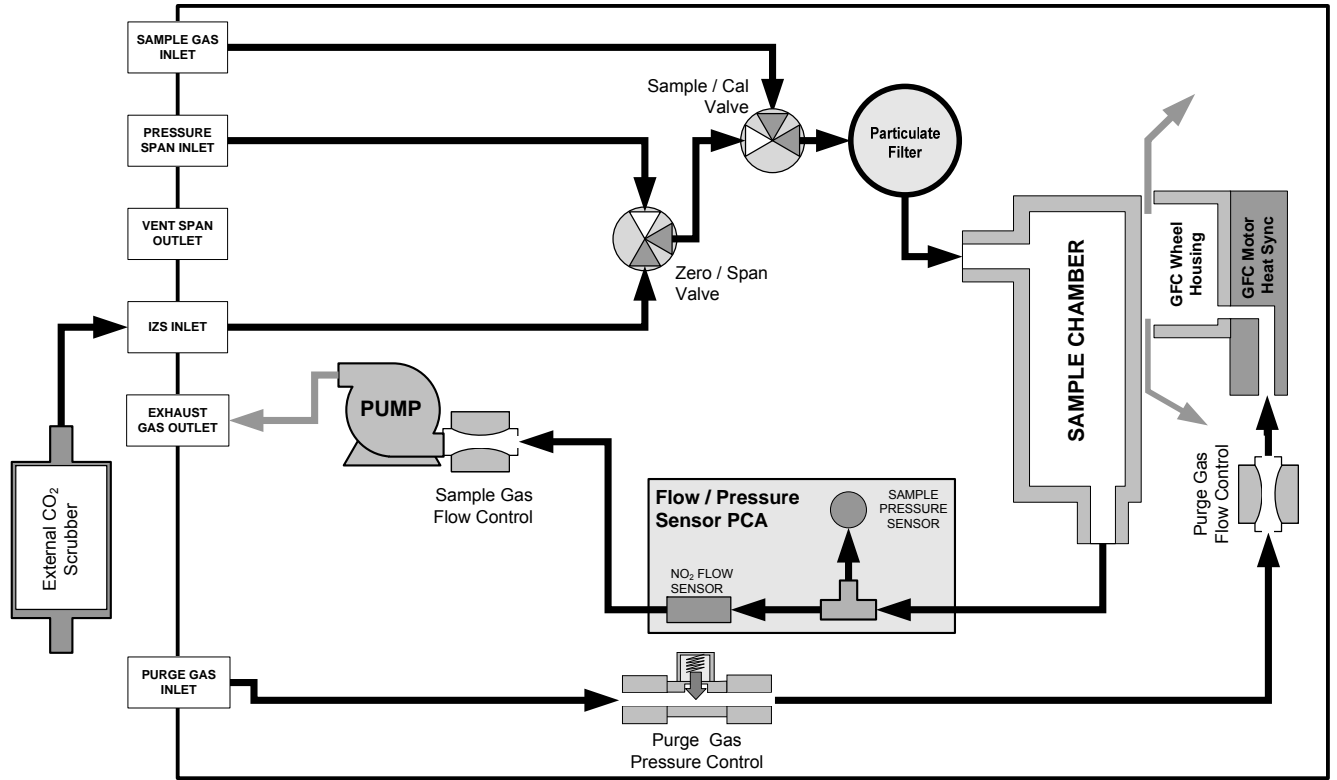 SAMPLE GAS
INLET
PRESSURE
SPAN INLET
VENT SPAN
OUTLET
IZS INLET
EXHAUST
GAS OUTLET
PURGE GAS
INLET
External CO₂
Scrubber
Sample / Cal
Valve
Zero / Span
Valve
Particulate
Filter
SAMPLE CHAMBER
GFC Wheel
Housing
GFC Motor
Heat Sync
PUMP
Sample Gas
Flow Control
Flow / Pressure
Sensor PCA
SAMPLE
PRESSURE
SENSOR
NO₂ FLOW
SENSOR
Purge Gas
Flow Control
Purge Gas
Pressure Control